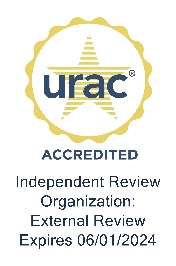 urac®
ACCREDITED
Independent Review
Organization:
External Review
Expires 06/01/2024